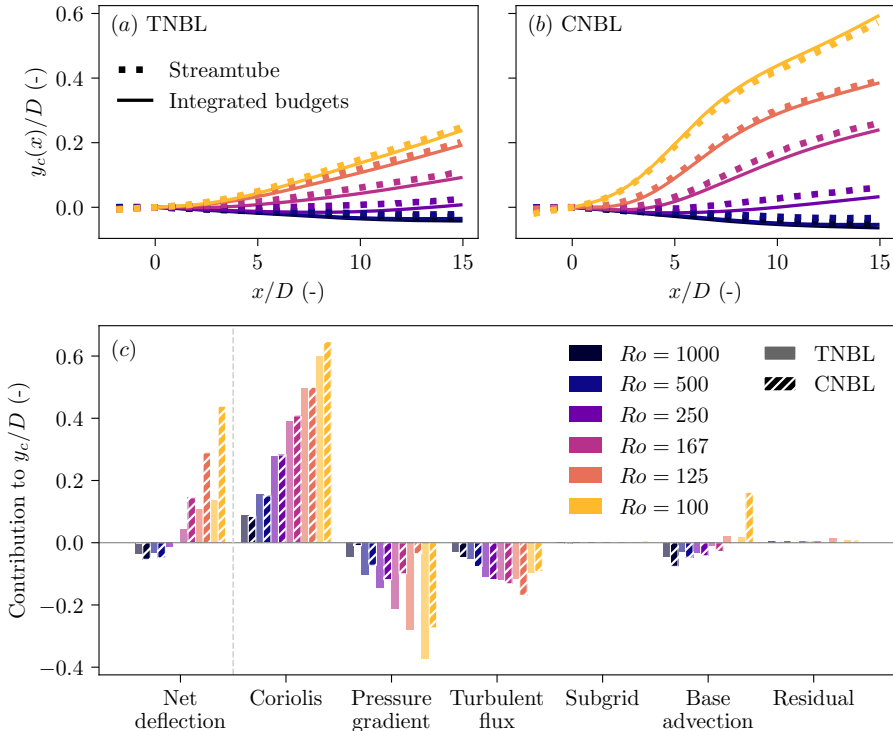 (a) TNBL
Streamtube
Integrated budgets
y_c(x)/D (-)
0.6
0.4
0.2
0.0
0
5
10
15
x/D (-)
(b) CNBL
0
5
10
15
x/D (-)
(c)
Contribution to y_c/D (-)
0.6
0.4
0.2
0.0
−0.2
−0.4
Ro = 1000
Ro = 500
Ro = 250
Ro = 167
Ro = 125
Ro = 100
TNBL
CNBL
Net
deflection
Coriolis
Pressure
gradient
Turbulent
flux
Subgrid
Base
advection
Residual